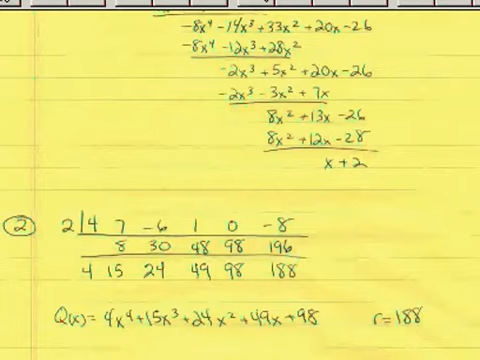 -8x⁴ - 14x³ + 33x² + 20x - 26
-8x⁴ - 12x³ + 28x²
-2x³ + 5x² + 20x - 26
-2x³ - 3x² + 7x
8x² + 13x - 26
8x² + 12x - 28
x + 2
2 2 | 4 7 -6 1 0 -8
8 30 48 98 196
4 15 24 49 98 188
Q(x) = 4x⁴ + 15x³ + 24x² + 49x + 98 r = 188